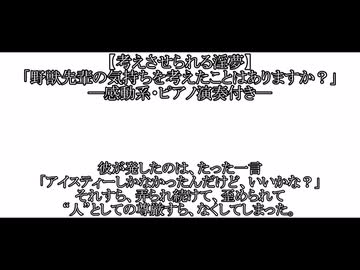 【考えさせられる淫夢】
「野獣先輩の気持ちを考えたことはありますか？」
―感動系・ピアノ演奏付き―
彼が発したのは、たった一言
「アイスティーしかなかったんだけど、いいかな？」
それすら、弄られ続けて、歪められて
“人”としての尊厳すら、なくしてしまった。